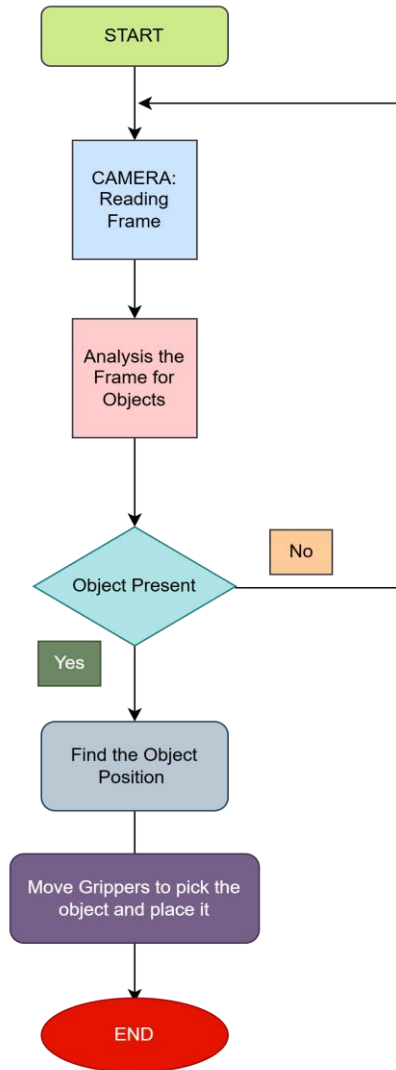 START
CAMERA:
Reading
Frame
Analysis the
Frame for
Objects
Object Present
No
Yes
Find the Object
Position
Move Grippers to pick the
object and place it
END